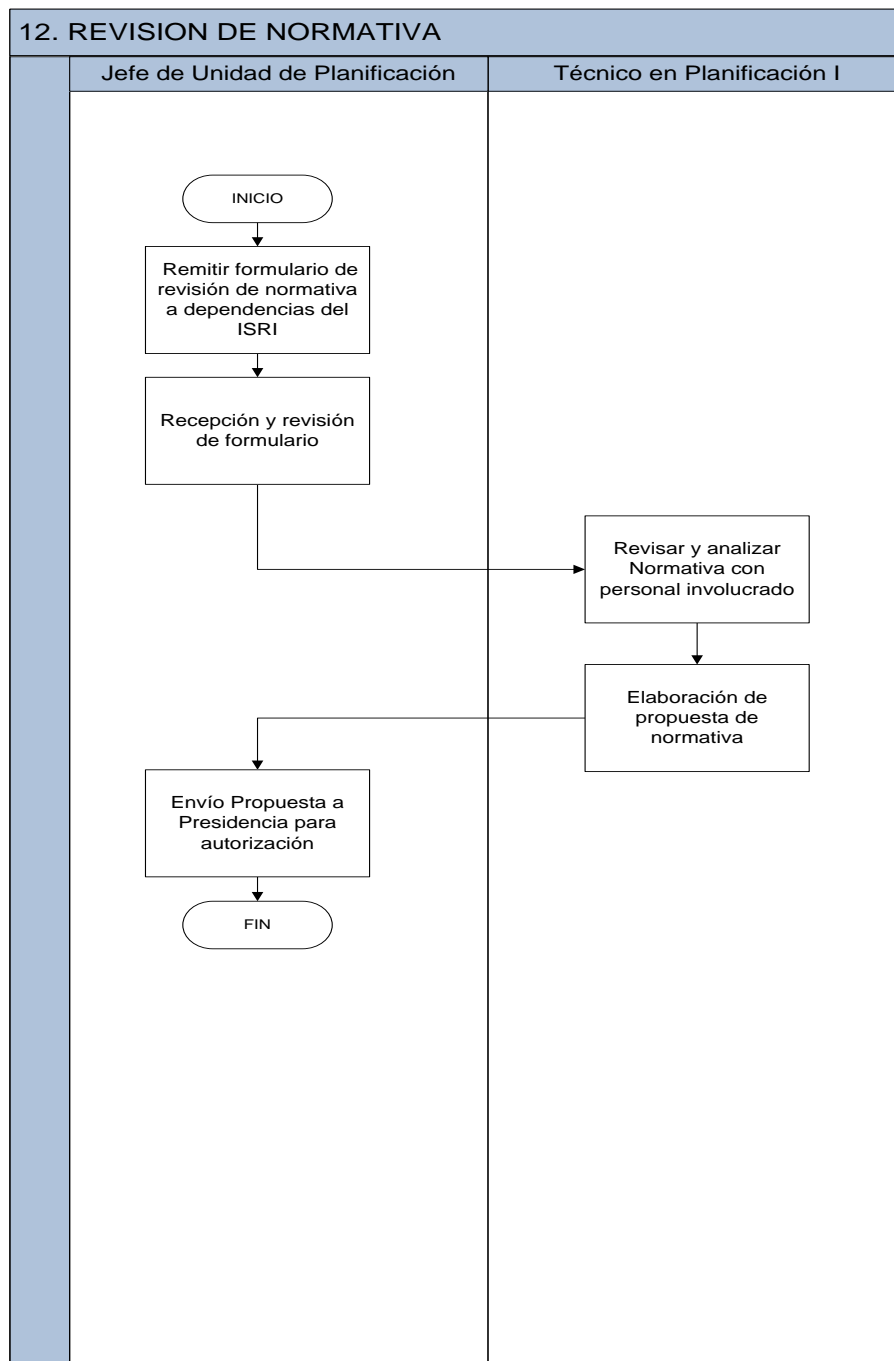 12. REVISION DE NORMATIVA
Jefe de Unidad de Planificación
Técnico en Planificación I
INICIO
Remitir formulario de
revisión de normativa
a dependencias del
ISRI
Recepción y revisión
de formulario
Revisar y analizar
Normativa con
personal involucrado
Elaboración de
propuesta de
normativa
Envío Propuesta a
Presidencia para
autorización
FIN